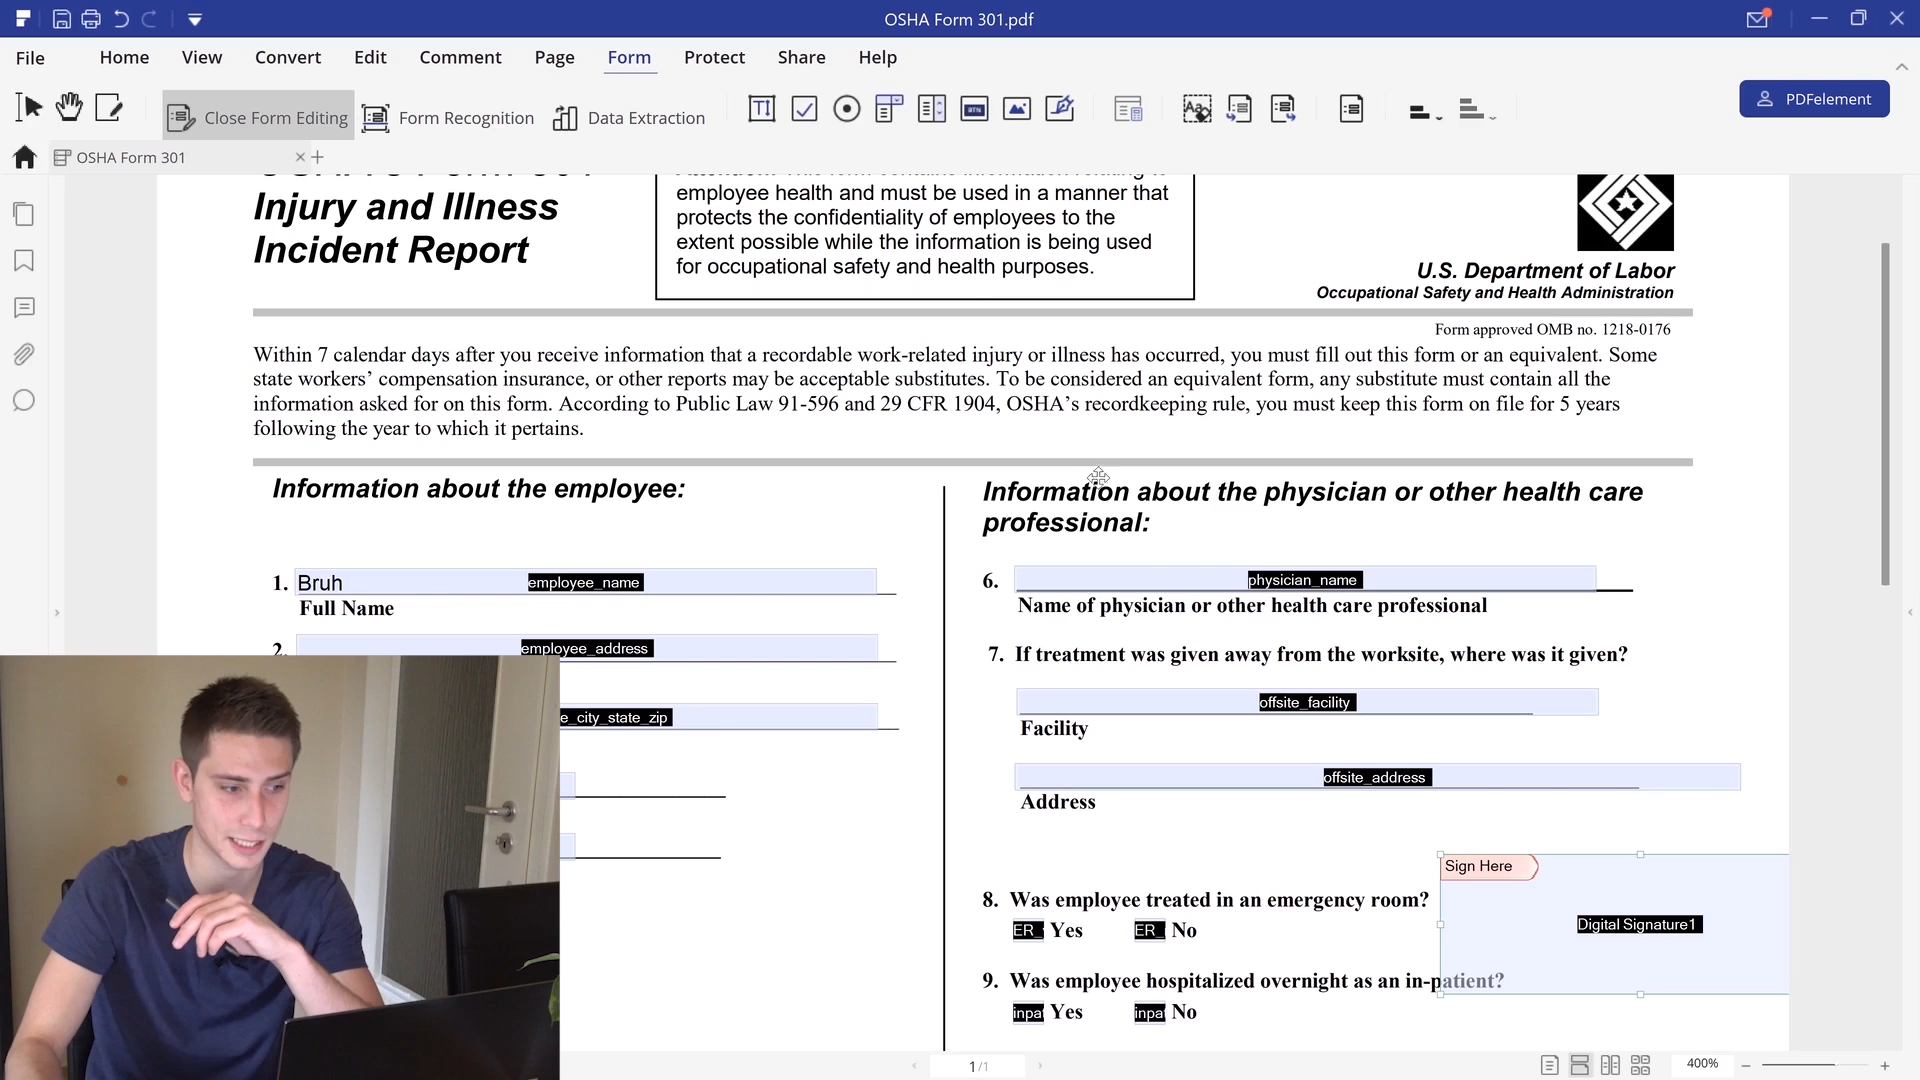 OSHA Form 301.pdf
File Home View Convert Edit Comment Page Form Protect Share Help
Close Form Editing Form Recognition Data Extraction
PDFelement
OSHA Form 301
Injury and Illness
Incident Report
employee health and must be used in a manner that
protects the confidentiality of employees to the
extent possible while the information is being used
for occupational safety and health purposes.
U.S. Department of Labor
Occupational Safety and Health Administration
Form approved OMB no. 1218-0176
Within 7 calendar days after you receive information that a recordable work-related injury or illness has occurred, you must fill out this form or an equivalent. Some
state workers’ compensation insurance, or other reports may be acceptable substitutes. To be considered an equivalent form, any substitute must contain all the
information asked for on this form. According to Public Law 91-596 and 29 CFR 1904, OSHA’s recordkeeping rule, you must keep this form on file for 5 years
following the year to which it pertains.
Information about the employee:
1. Bruh employee_name
Full Name
2. employee_address
e_city_state_zip
Information about the physician or other health care
professional:
6. physician_name
Name of physician or other health care professional
7. If treatment was given away from the worksite, where was it given?
offsite_facility
Facility
offsite_address
Address
Sign Here
Digital Signature1
8. Was employee treated in an emergency room?
ER_ Yes ER_ No
9. Was employee hospitalized overnight as an in-patient?
inpa Yes inpa No
1/1
400%